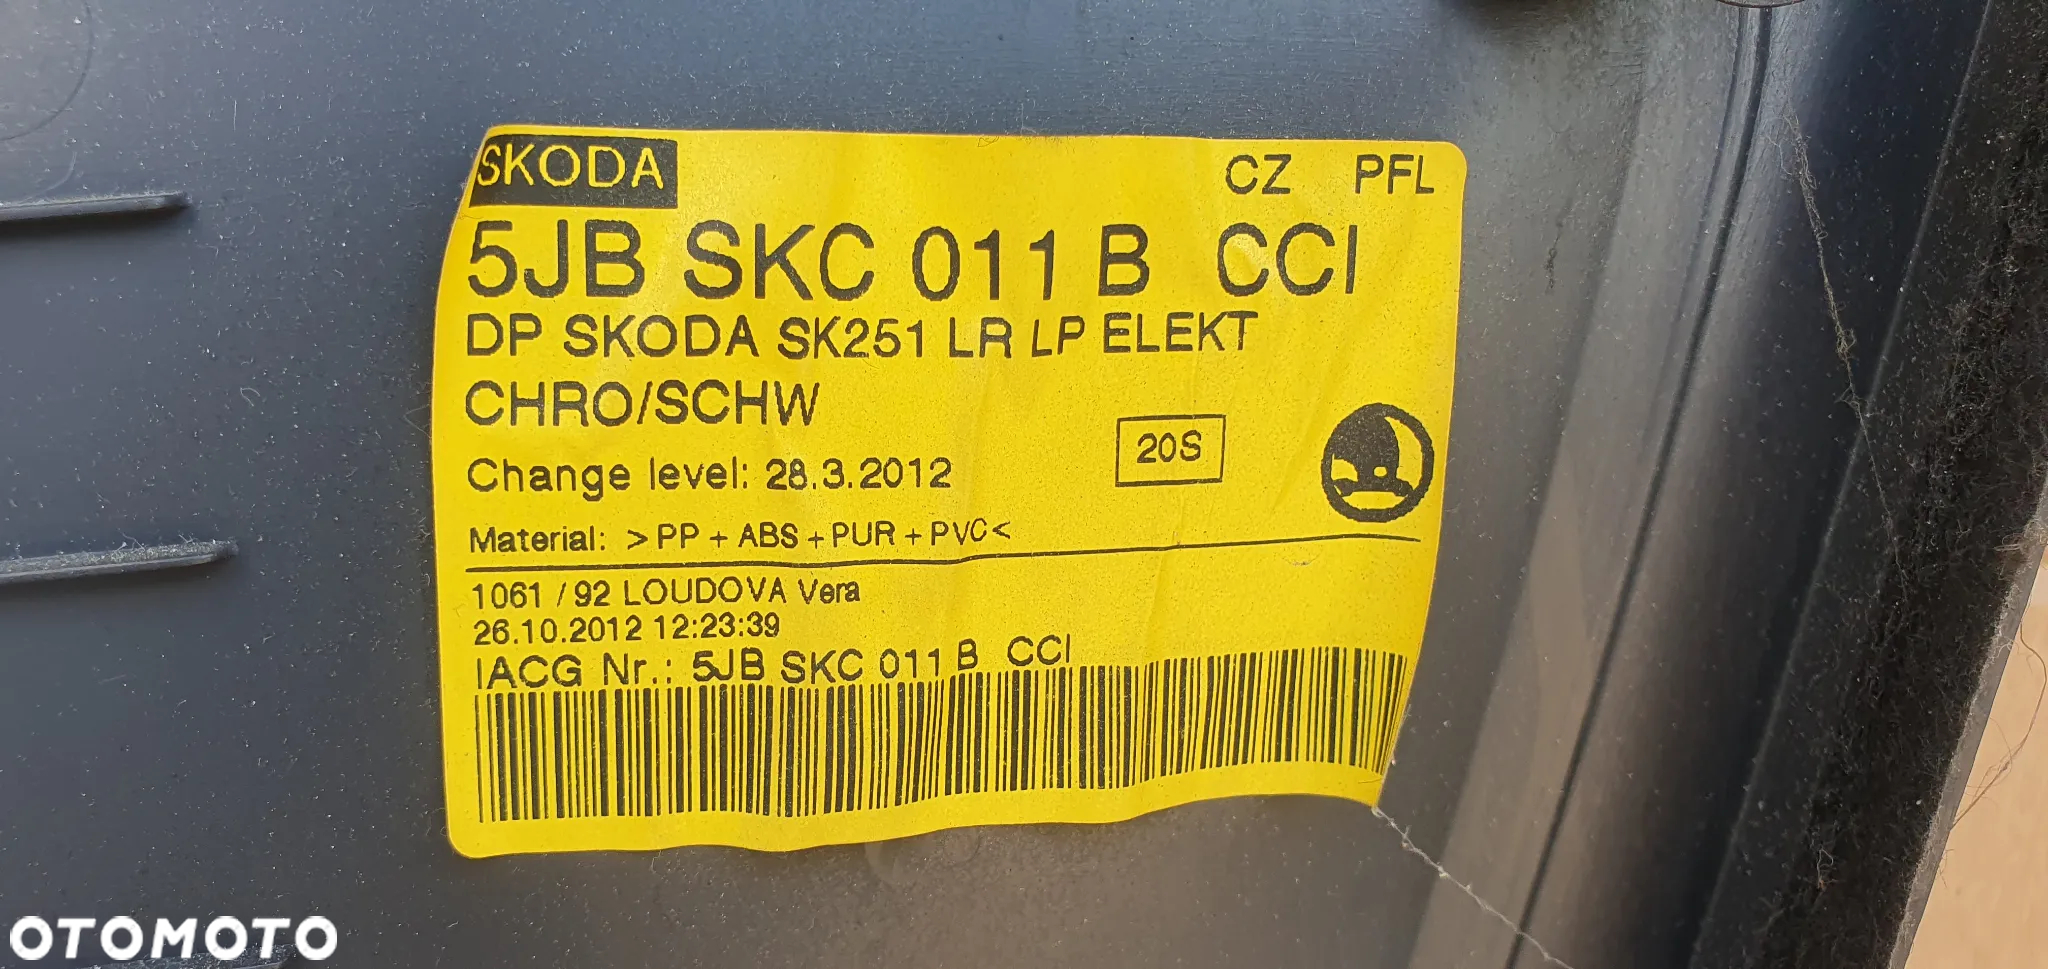 SKODA CZ PFL
5JB SKC 011 B CCI
DP SKODA SK251 LR LP ELEKT
CHRO/SCHW
Change level: 28.3.2012 20S
Material: >PP+ABS+PUR+PVC<
1061 / 92 LOUDOVA Vera
26.10.2012 12:23:39
IACG Nr.: 5JB SKC 011 B CCI
OTOMOTO